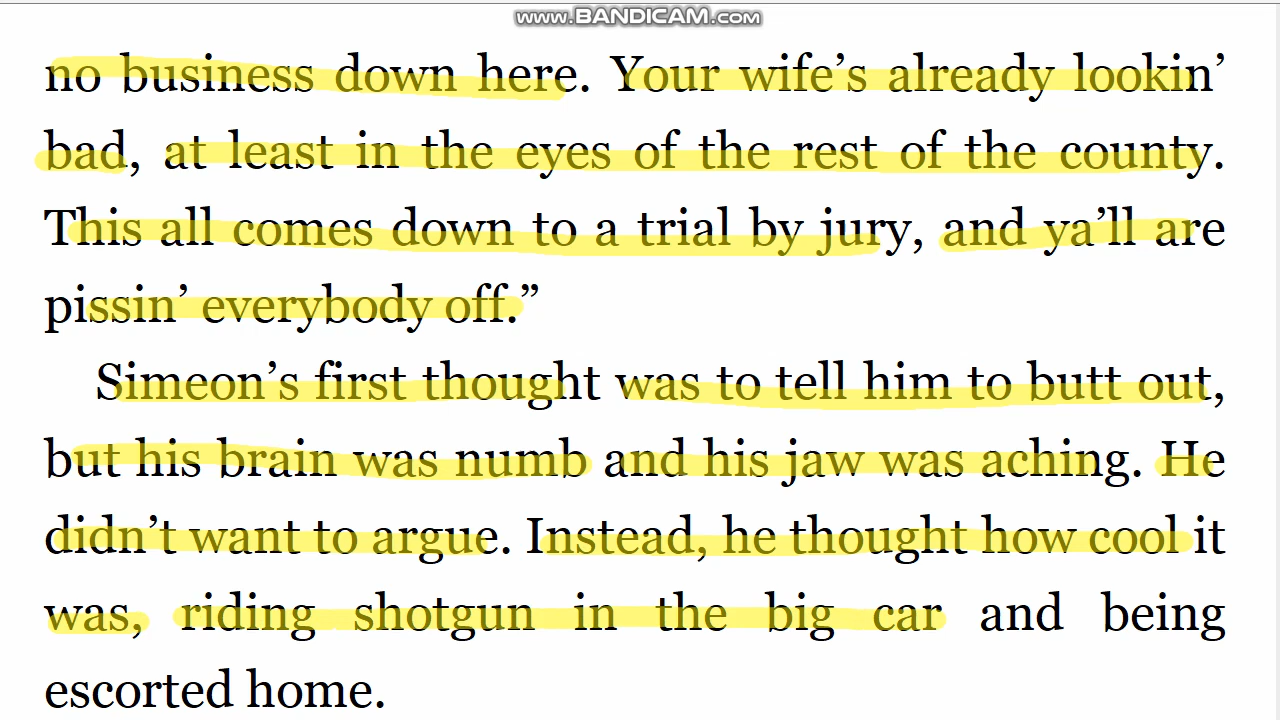 www.BANDICAM.com
no business down here. Your wife’s already lookin’
bad, at least in the eyes of the rest of the county.
This all comes down to a trial by jury, and ya’ll are
pissin’ everybody off.”
Simeon’s first thought was to tell him to butt out,
but his brain was numb and his jaw was aching. He
didn’t want to argue. Instead, he thought how cool it
was, riding shotgun in the big car and being
escorted home.